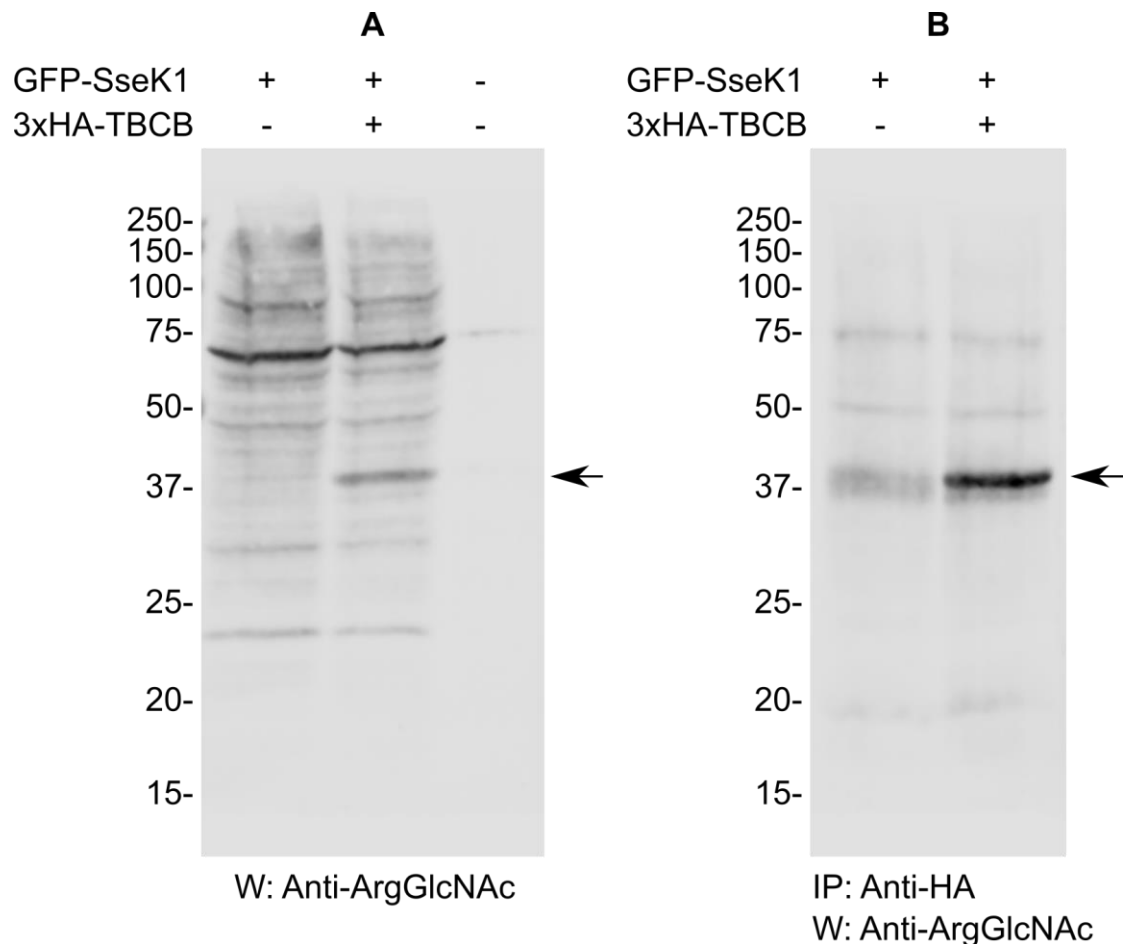 A
GFP-SseK1 + + -
3xHA-TBCB - + -
250-
150-
100-
75-
50-
37-
25-
20-
15-
W: Anti-ArgGlcNAc
B
GFP-SseK1 + +
3xHA-TBCB - +
250-
150-
100-
75-
50-
37-
25-
20-
15-
IP: Anti-HA
W: Anti-ArgGlcNAc